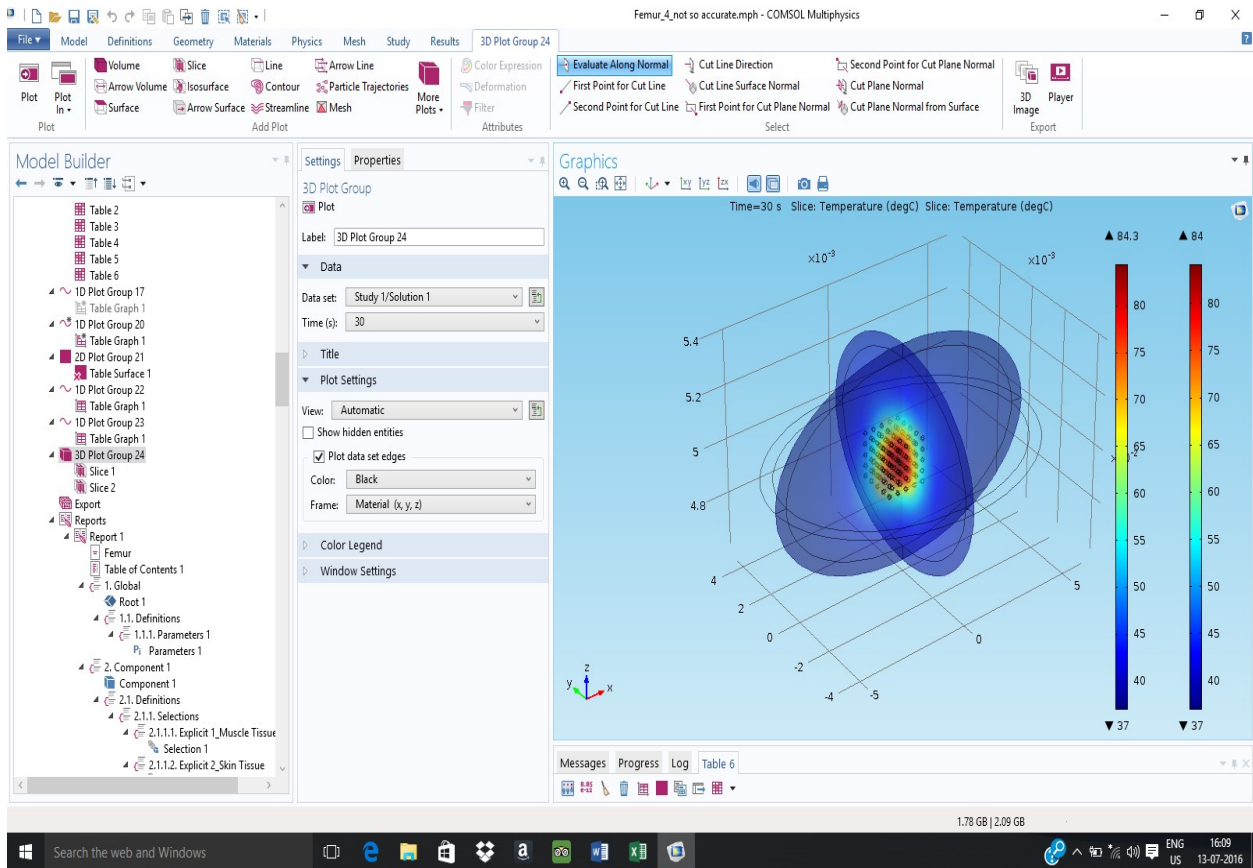 Femur_4_not so accurate.mph - COMSOL Multiphysics
File Model Definitions Geometry Materials Physics Mesh Study Results 3D Plot Group 24
Plot
Plot In
Plot
Volume Slice Line Arrow Line
Arrow Volume Isosurface Contour Particle Trajectories
Surface Arrow Surface Streamline Mesh
More Plots
Add Plot
Color Expression
Deformation
Filter
Attributes
Evaluate Along Normal Cut Line Direction Second Point for Cut Plane Normal
First Point for Cut Line Cut Line Surface Normal Cut Plane Normal
Second Point for Cut Line First Point for Cut Plane Normal Cut Plane Normal from Surface
Select
3D Image
Player
Export
Model Builder
Table 2
Table 3
Table 4
Table 5
Table 6
1D Plot Group 17
Table Graph 1
1D Plot Group 20
Table Graph 1
2D Plot Group 21
Table Surface 1
1D Plot Group 22
Table Graph 1
1D Plot Group 23
Table Graph 1
3D Plot Group 24
Slice 1
Slice 2
Export
Reports
Report 1
Femur
Table of Contents 1
1. Global
Root 1
1.1. Definitions
1.1.1. Parameters 1
Pi Parameters 1
2. Component 1
Component 1
2.1. Definitions
2.1.1. Selections
2.1.1.1. Explicit 1_Muscle Tissue
Selection 1
2.1.1.2. Explicit 2_Skin Tissue
Settings Properties
3D Plot Group
Plot
Label: 3D Plot Group 24
Data
Data set: Study 1/Solution 1
Time (s): 30
Title
Plot Settings
View: Automatic
Show hidden entities
Plot data set edges
Color: Black
Frame: Material (x, y, z)
Color Legend
Window Settings
Graphics
xy yz zx
Time=30 s Slice: Temperature (degC) Slice: Temperature (degC)
▲ 84.3 ▲ 84
×10⁻³ ×10⁻³
5.4
5.2
5
4.8
4
2
0
-2
-4
-5
0
5
80
75
70
65
60
55
50
45
40
▼ 37
80
75
70
65
60
55
50
45
40
▼ 37
z
y x
Messages Progress Log Table 6
1.78 GB | 2.09 GB
Search the web and Windows
ENG 16:09
US 13-07-2016